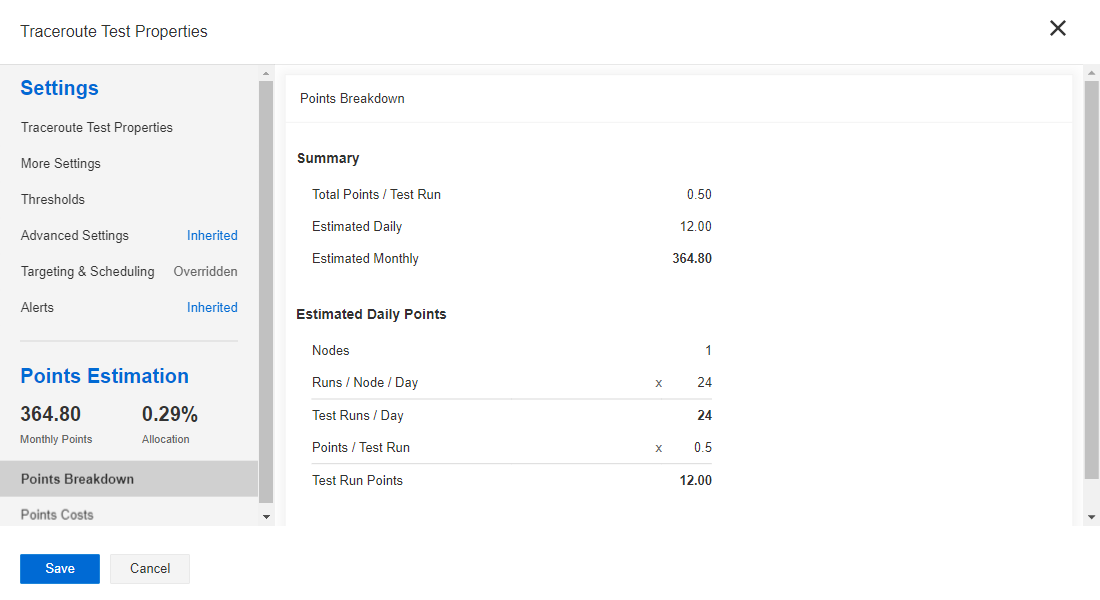 Traceroute Test Properties
Settings
Traceroute Test Properties
More Settings
Thresholds
Advanced Settings Inherited
Targeting & Scheduling Overridden
Alerts Inherited
Points Estimation
364.80 0.29%
Monthly Points Allocation
Points Breakdown
Points Costs
Points Breakdown
Summary
Total Points / Test Run 0.50
Estimated Daily 12.00
Estimated Monthly 364.80
Estimated Daily Points
Nodes 1
Runs / Node / Day x 24
Test Runs / Day 24
Points / Test Run x 0.5
Test Run Points 12.00
Save Cancel